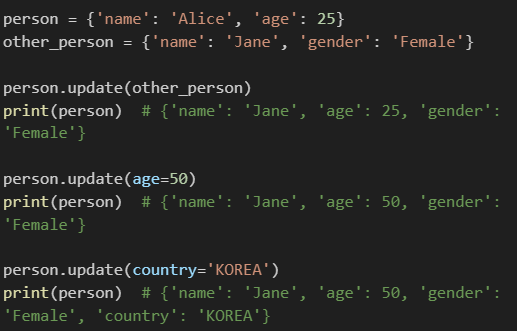 person = {'name': 'Alice', 'age': 25}
other_person = {'name': 'Jane', 'gender': 'Female'}
person.update(other_person)
print(person)  # {'name': 'Jane', 'age': 25, 'gender':
'Female'}
person.update(age=50)
print(person)  # {'name': 'Jane', 'age': 50, 'gender':
'Female'}
person.update(country='KOREA')
print(person)  # {'name': 'Jane', 'age': 50, 'gender':
'Female', 'country': 'KOREA'}